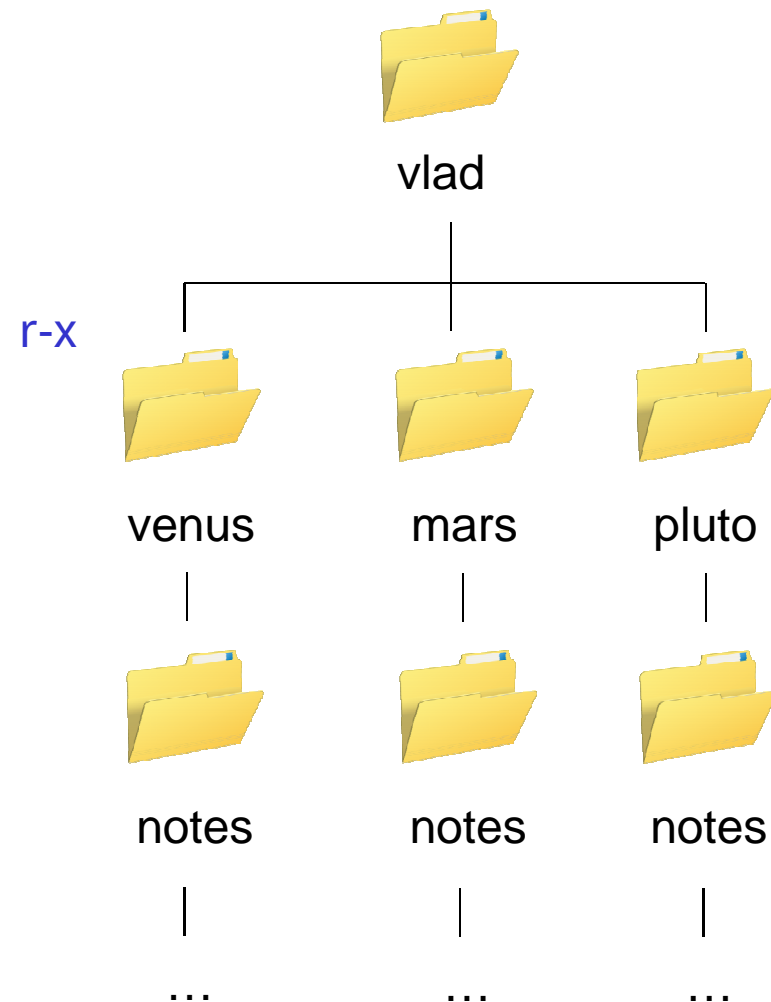 vlad
r-x
venus mars pluto
notes notes notes
... ... ...